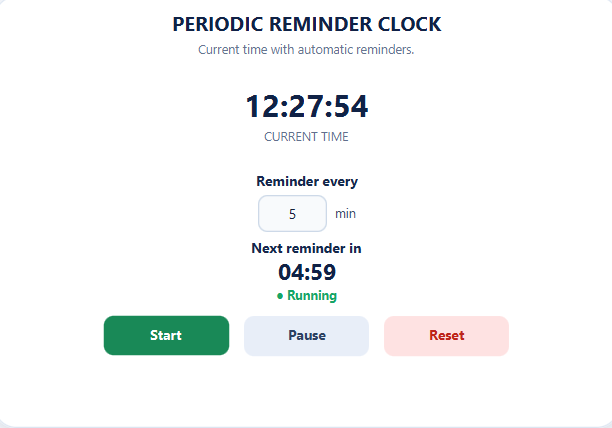 PERIODIC REMINDER CLOCK
Current time with automatic reminders.
12:27:54
CURRENT TIME
Reminder every
5 min
Next reminder in
04:59
• Running
Start Pause Reset